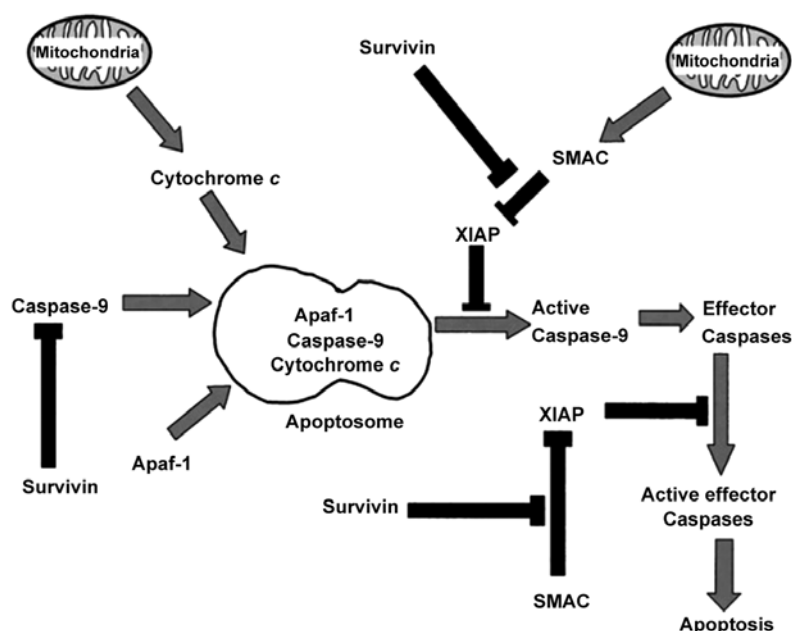 Mitochondria
Survivin
Mitochondria
SMAC
Cytochrome c
XIAP
Caspase-9
Apaf-1
Caspase-9
Cytochrome c
Apoptosome
Active
Caspase-9
Effector
Caspases
Apaf-1
Survivin
XIAP
Survivin
SMAC
Active effector
Caspases
Apoptosis